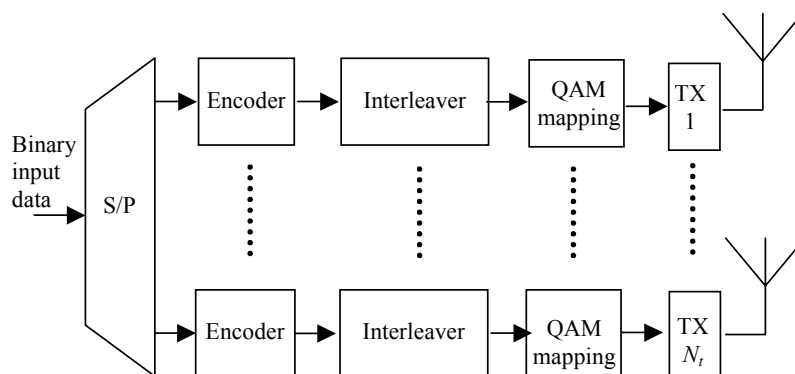 Binary
input
data
S/P
Encoder
Interleaver
QAM
mapping
TX
1
Encoder
Interleaver
QAM
mapping
TX
Nt